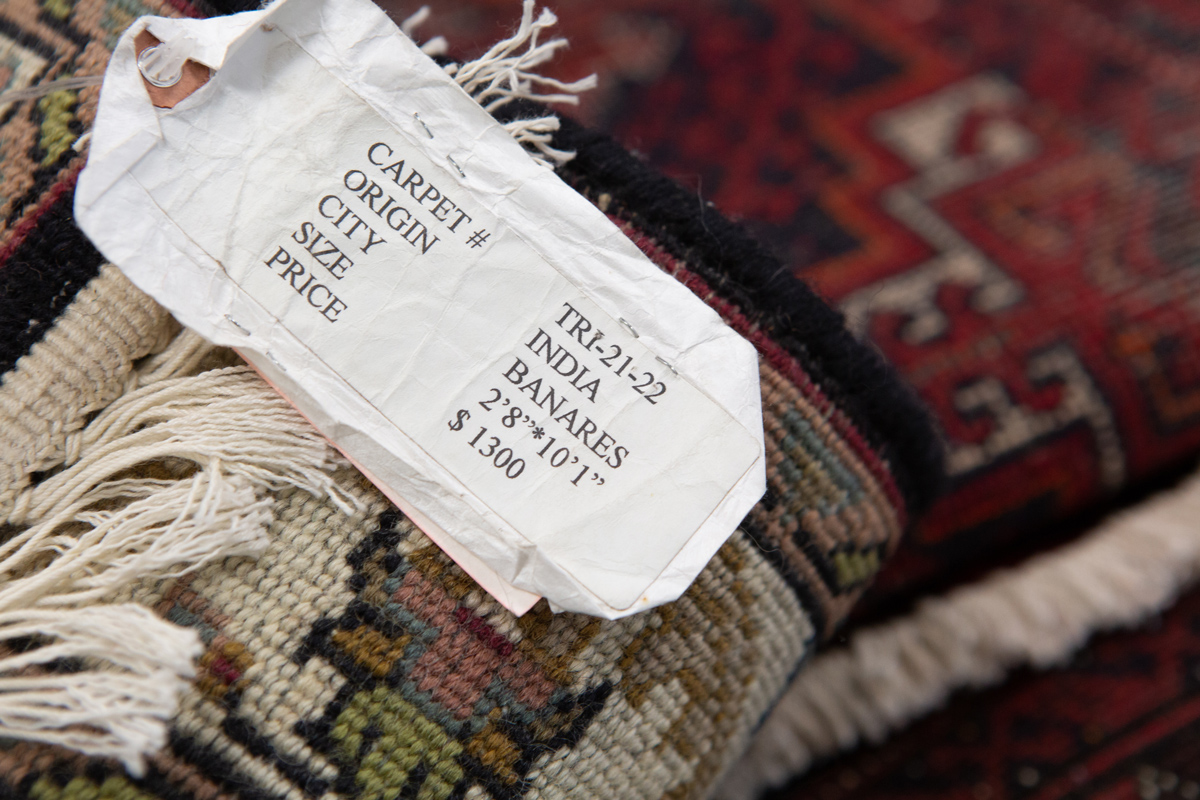 CARPET # TRI-21-22
ORIGIN INDIA
CITY BANARES
SIZE 2'8”*10’1”
PRICE $ 1300